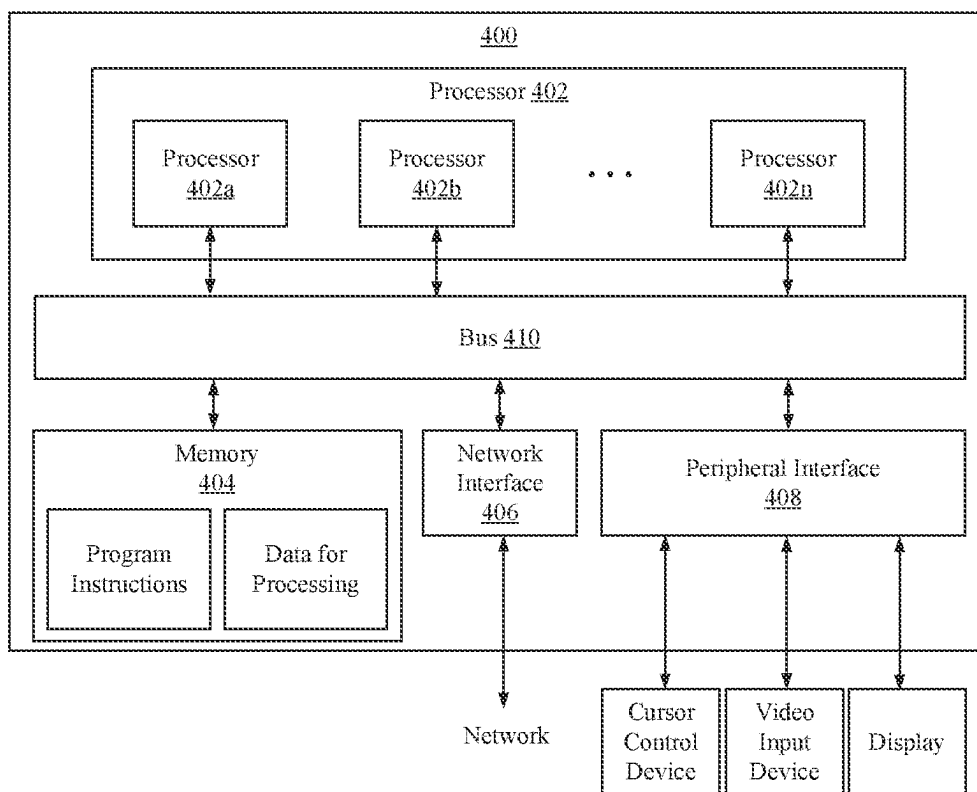 400
Processor 402
Processor
402a
Processor
402b
. . .
Processor
402n
Bus 410
Memory
404
Program
Instructions
Data for
Processing
Network
Interface
406
Peripheral Interface
408
Network
Cursor
Control
Device
Video
Input
Device
Display